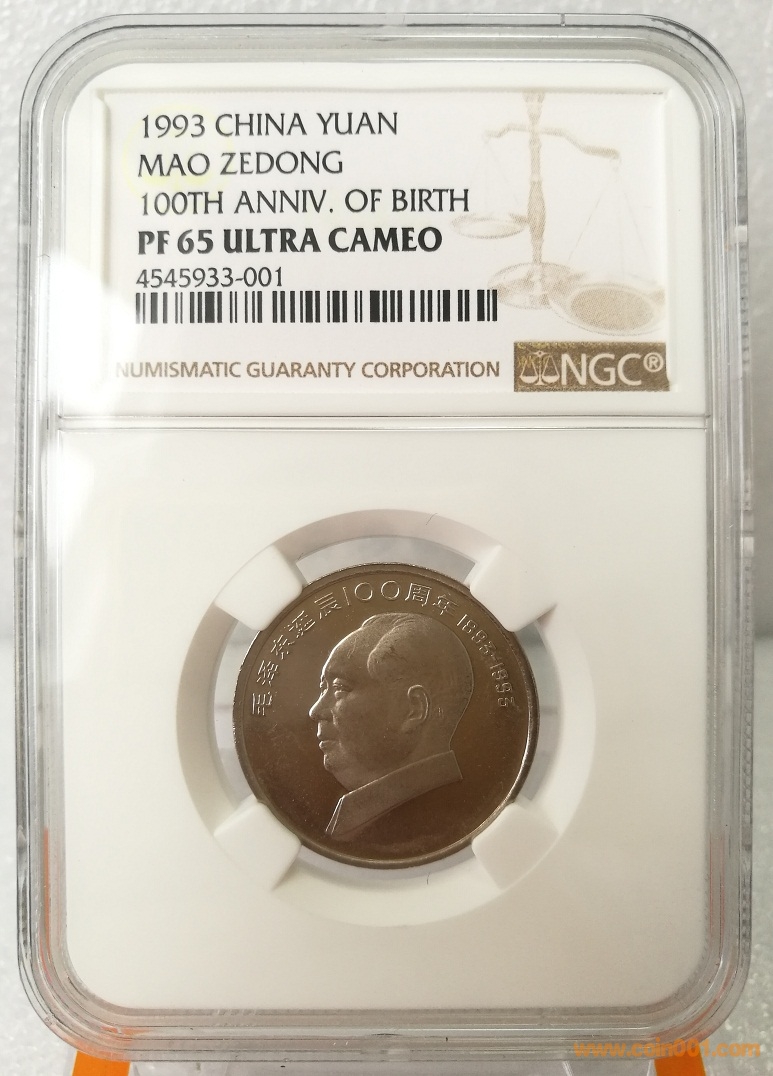 1993 CHINA YUAN
MAO ZEDONG
100TH ANNIV. OF BIRTH
PF 65 ULTRA CAMEO
4545933-001
NUMISMATIC GUARANTY CORPORATION
NGC®
毛泽东诞辰100周年 1893-1993
www.coin001.com